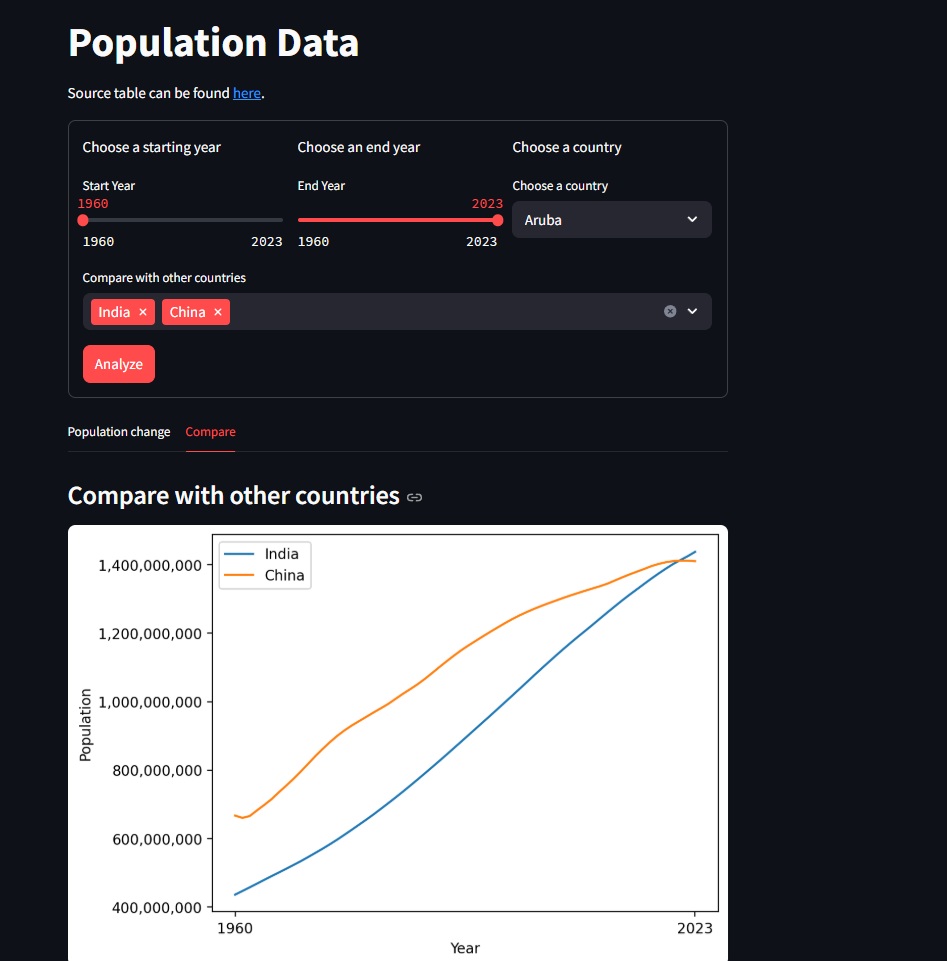 Population Data
Source table can be found here.
Choose a starting year
Choose an end year
Choose a country
Start Year
End Year
Choose a country
1960
2023
Aruba
1960
2023
1960
2023
Compare with other countries
India
China
Analyze
Population change
Compare
Compare with other countries
India
China
1,400,000,000
1,200,000,000
1,000,000,000
800,000,000
600,000,000
400,000,000
Population
1960
2023
Year